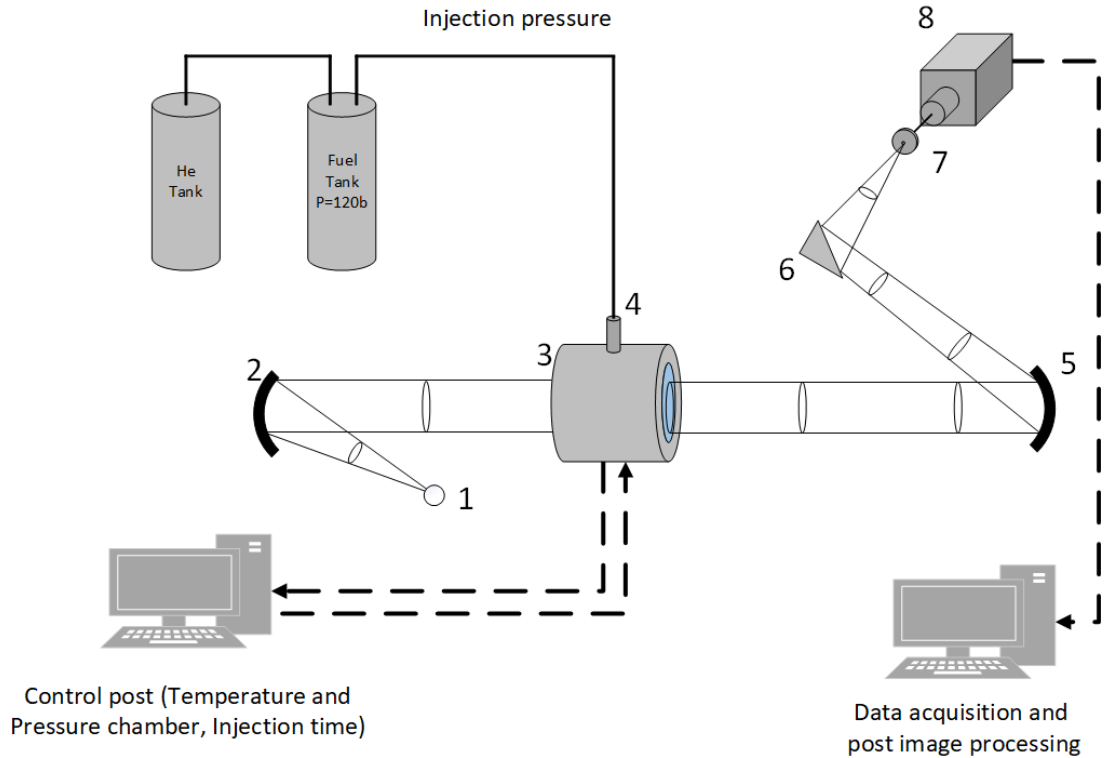 Injection pressure
8
7
He
Tank
Fuel
Tank
P=120b
6
4
3
2
5
1
Control post (Temperature and
Pressure chamber, Injection time)
Data acquisition and
post image processing